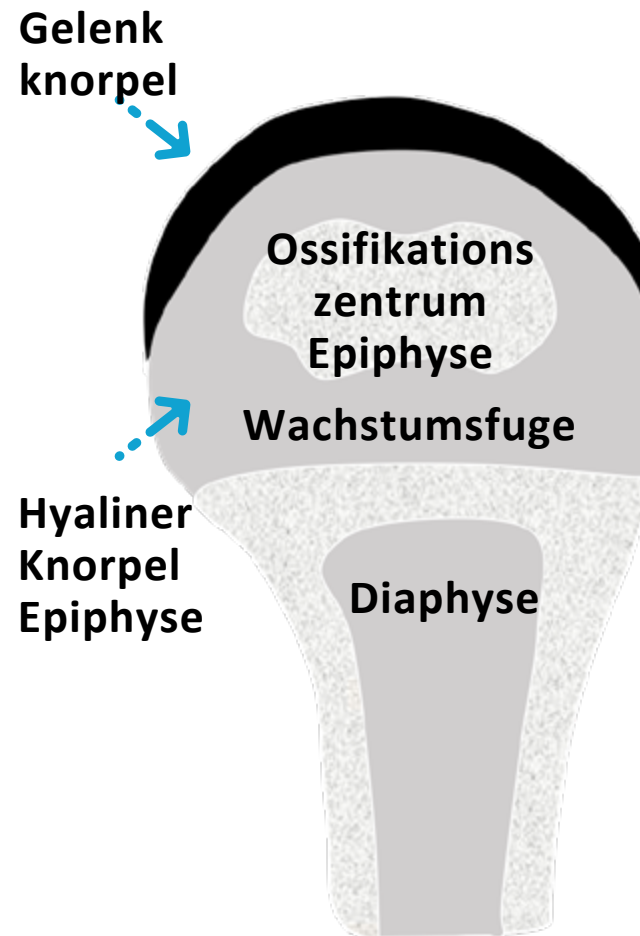 Gelenk
knorpel
Ossifikations
zentrum
Epiphyse
Wachstumsfuge
Hyaliner
Knorpel
Epiphyse
Diaphyse